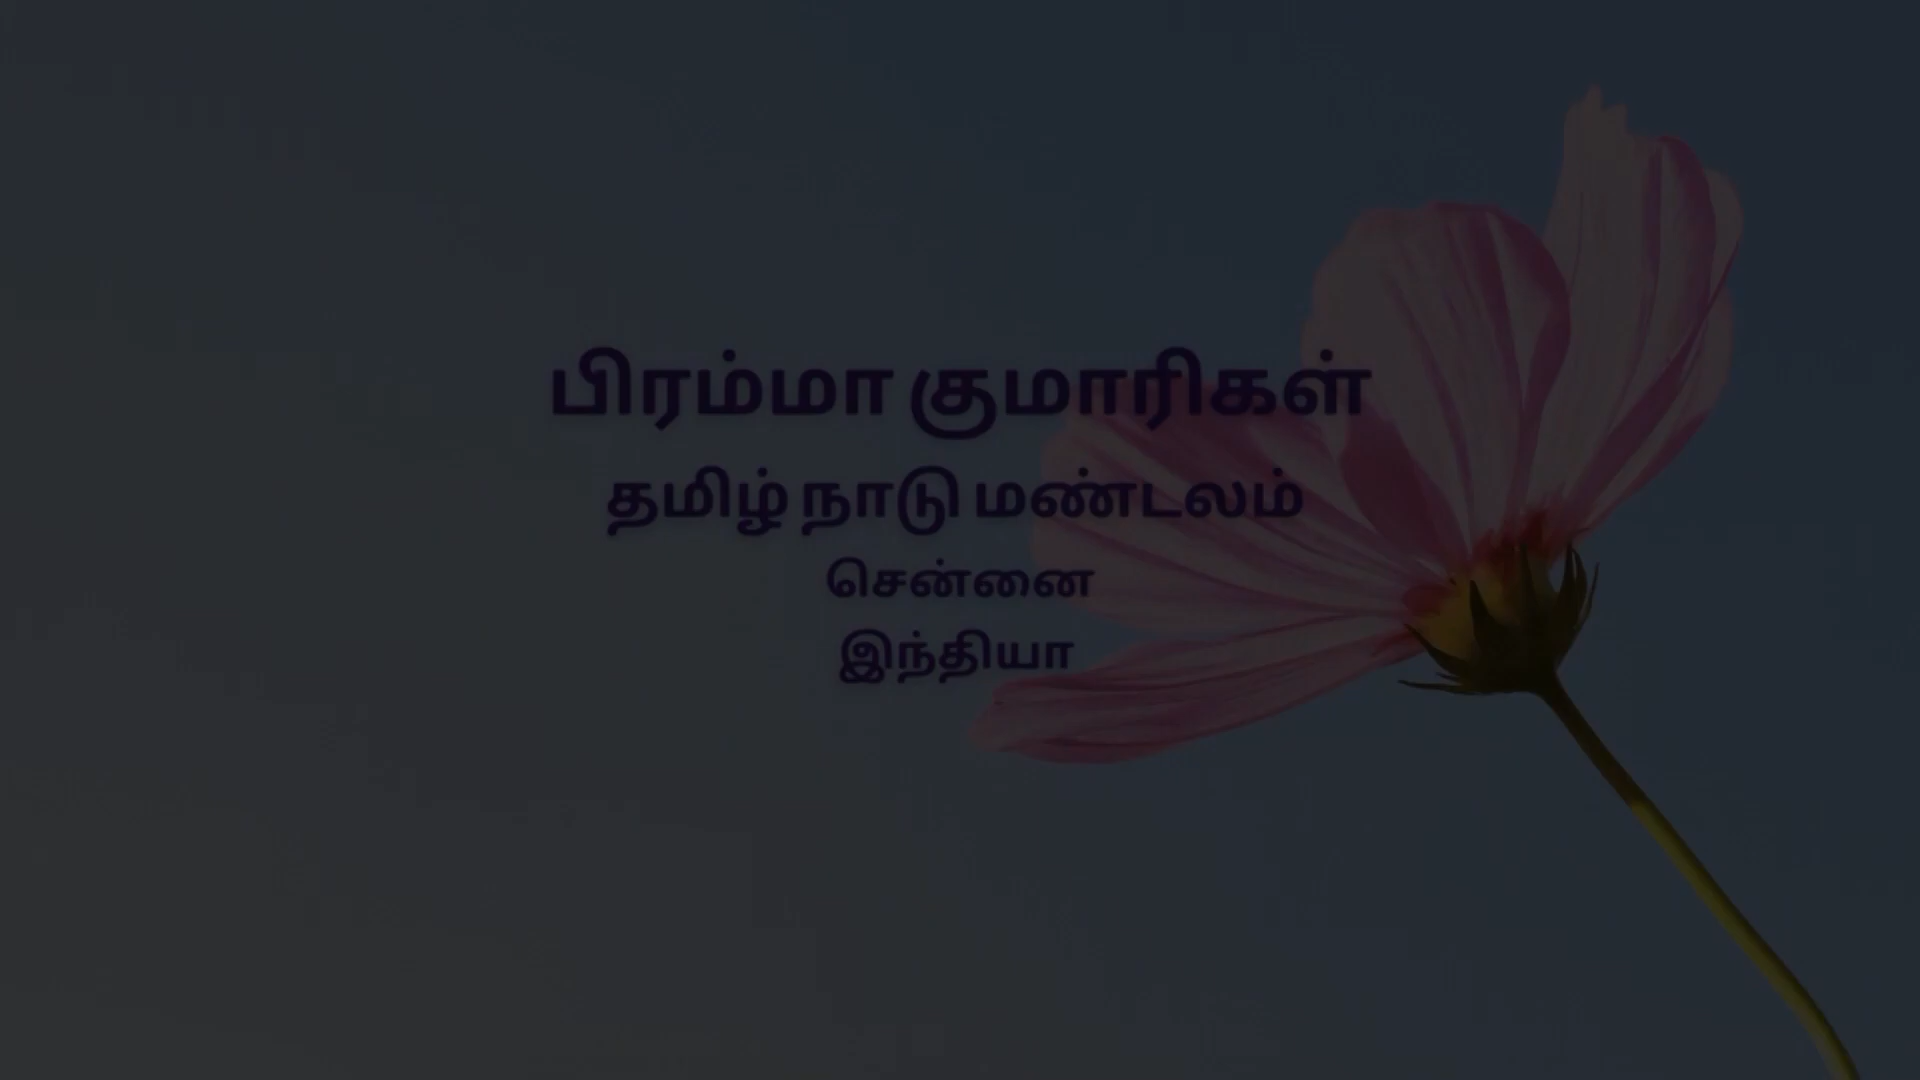 பிரம்மா குமாரிகள்
தமிழ் நாடு மண்டலம்
சென்னை
இந்தியா